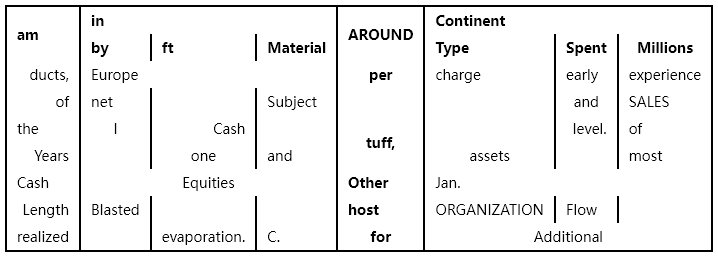 am in AROUND Continent
by ft Material Type Spent Millions
ducts, Europe per charge early experience
of net Subject and SALES
the l Cash tuff, level. of
Years one and assets most
Cash Equities Other Jan.
Length Blasted host ORGANIZATION Flow
realized evaporation. C. for Additional